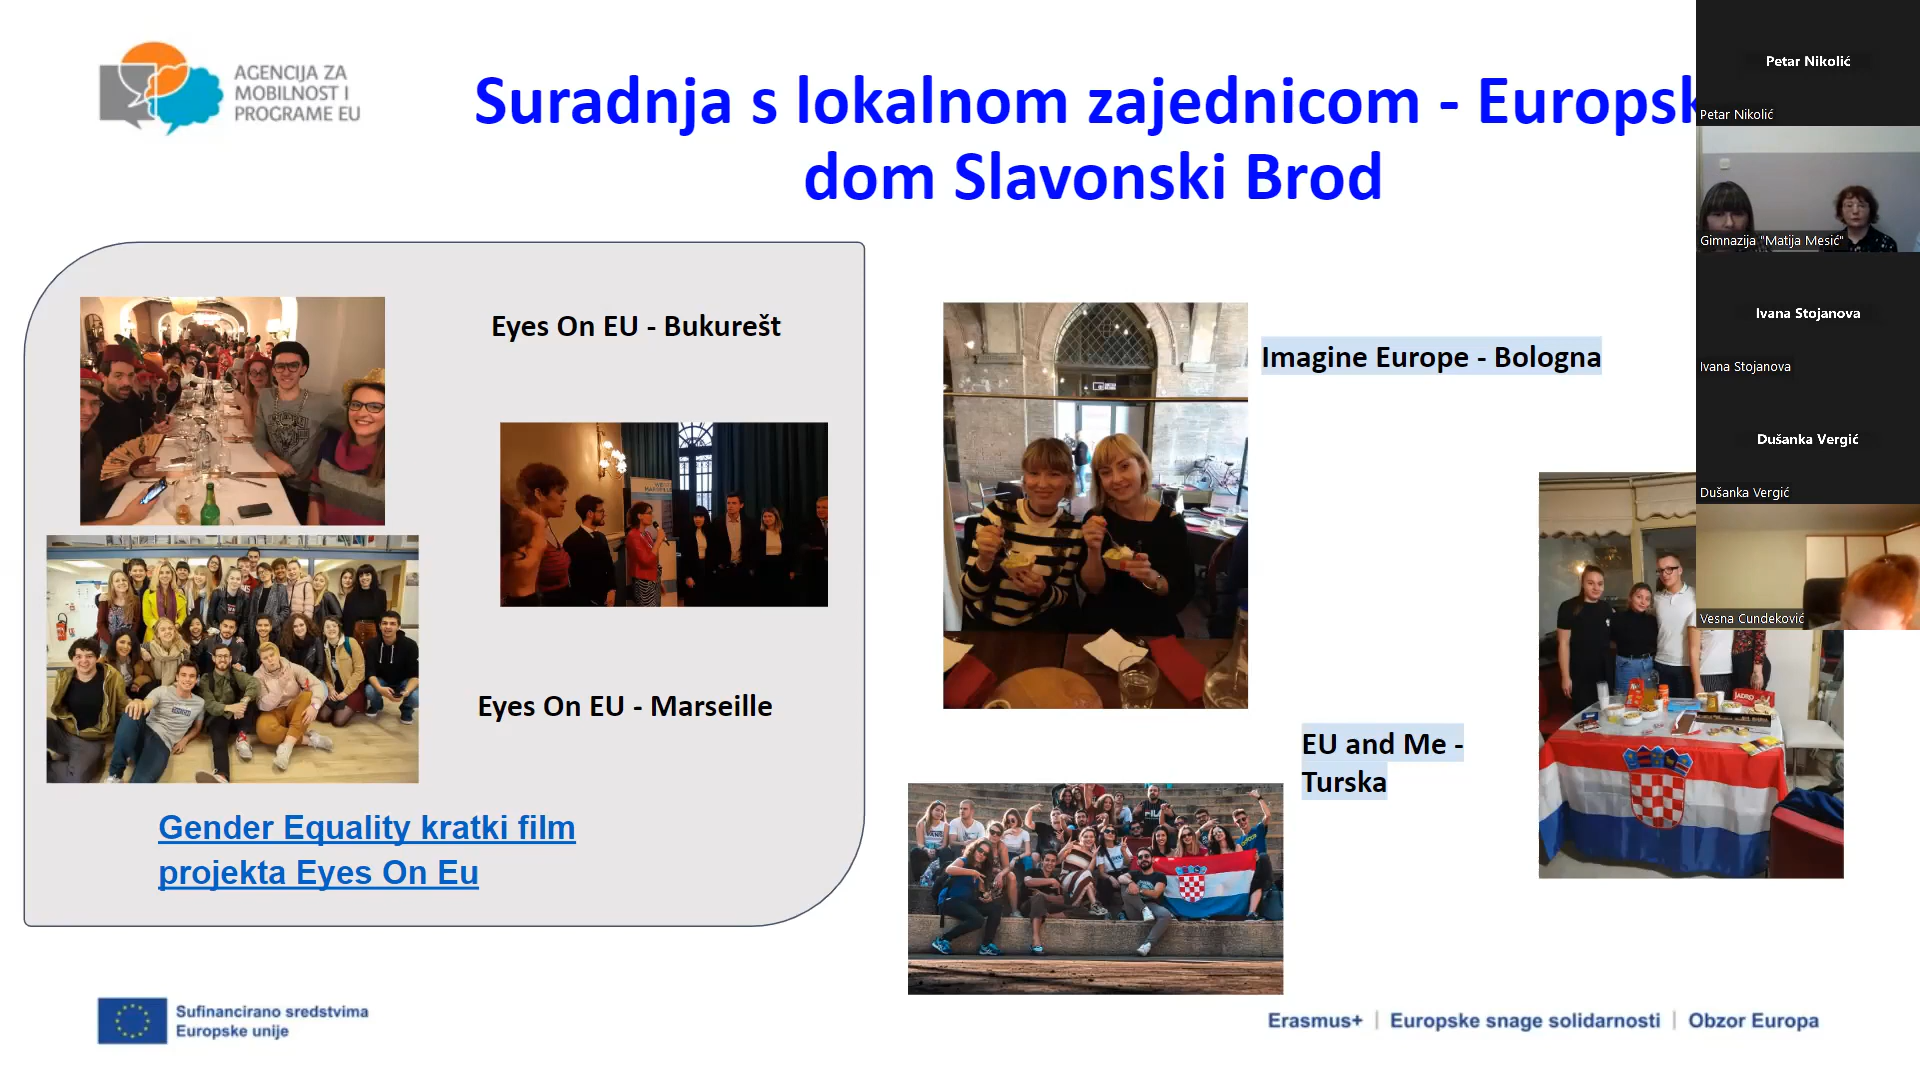 AGENCIJA ZA
MOBILNOST I
PROGRAME EU
Suradnja s lokalnom zajednicom - Europsk
dom Slavonski Brod
Eyes On EU - Bukurešt
Eyes On EU - Marseille
Gender Equality kratki film
projekta Eyes On Eu
Imagine Europe - Bologna
EU and Me -
Turska
JADRO
Petar Nikolić
Petar Nikolić
Gimnazija "Matija Mesić"
Ivana Stojanova
Ivana Stojanova
Dušanka Vergić
Dušanka Vergić
Vesna Cundeković
Sufinancirano sredstvima
Europske unije
Erasmus+ | Europske snage solidarnosti | Obzor Europa